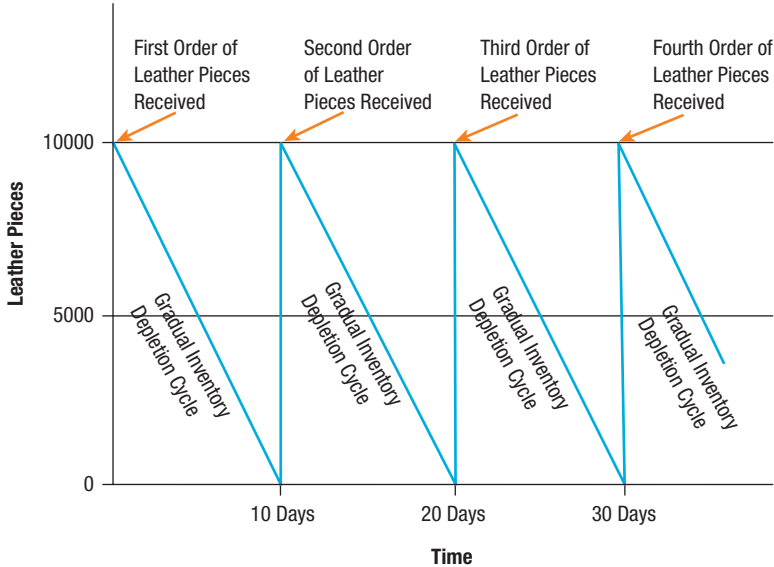 First Order of
Leather Pieces
Received
Second Order
of Leather
Pieces Received
Third Order of
Leather Pieces
Received
Fourth Order of
Leather Pieces
Received
10000
5000
0
Leather Pieces
Gradual Inventory
Depletion Cycle
Gradual Inventory
Depletion Cycle
Gradual Inventory
Depletion Cycle
Gradual Inventory
Depletion Cycle
10 Days
20 Days
30 Days
Time